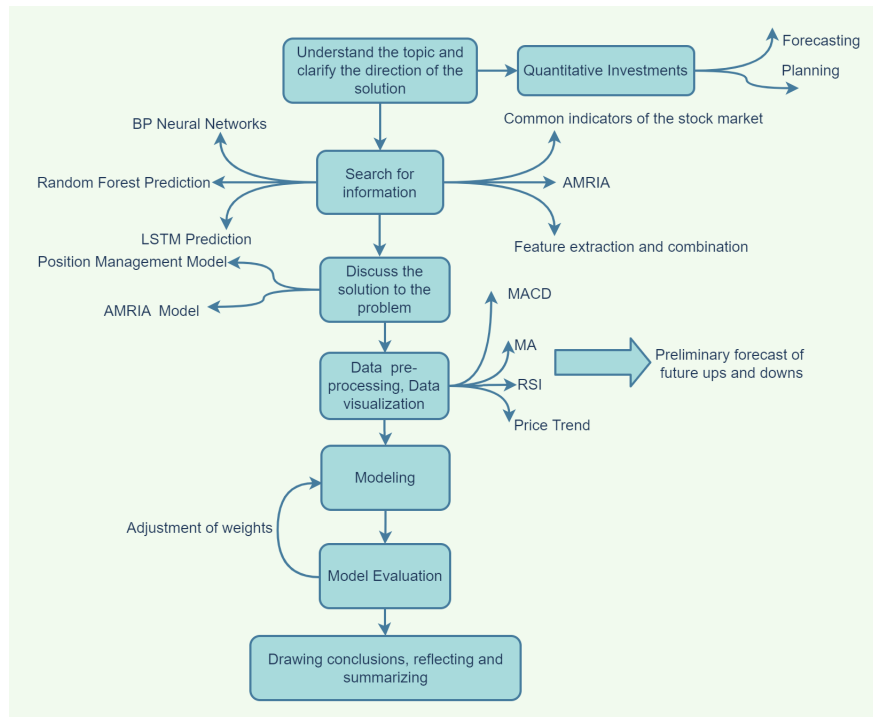 Understand the topic and
clarify the direction of the
solution
Quantitative Investments
Forecasting
Planning
BP Neural Networks
Random Forest Prediction
LSTM Prediction
Search for
information
Common indicators of the stock market
AMRIA
Feature extraction and combination
Position Management Model
AMRIA Model
Discuss the
solution to the
problem
Data pre-
processing, Data
visualization
MACD
MA
RSI
Price Trend
Preliminary forecast of
future ups and downs
Modeling
Adjustment of weights
Model Evaluation
Drawing conclusions, reflecting and
summarizing